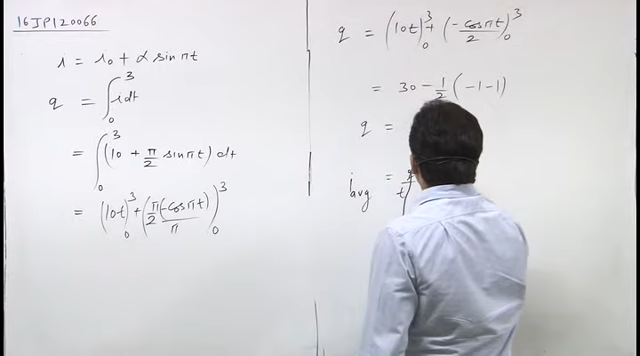 16JP120066
i = i₀ + α sin πt
q = ∫₀³ i dt
= ∫₀³ (10 + π/2 sin πt) dt
= (10t)₀³ + (π/2 (-cos πt)/π)₀³
q = (10t)₀³ + (-cos πt / 2)₀³
= 30 - 1/2 (-1-1)
q =
i avg = /t